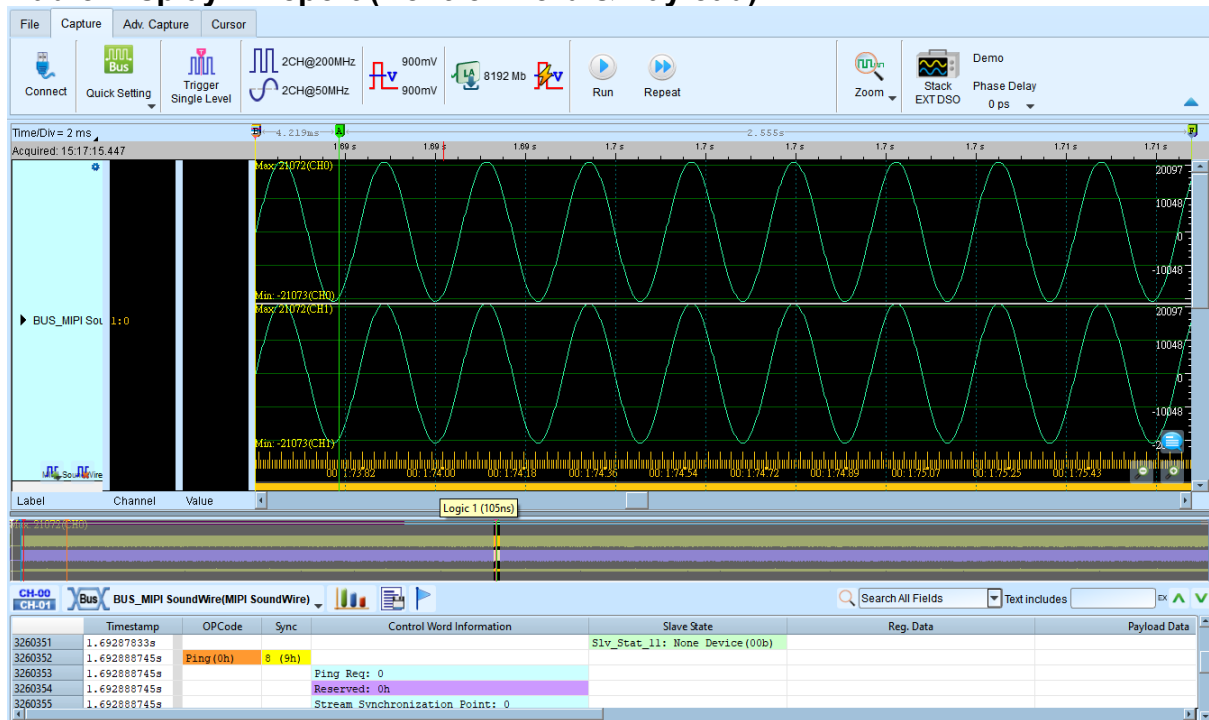 File Capture Adv. Capture Cursor
Connect
Bus
Quick Setting
Trigger
Single Level
2CH@200MHz
2CH@50MHz
900mV
900mV
LA
8192 Mb
Run
Repeat
Zoom
Stack
EXT DSO
Demo
Phase Delay
0 ps
Time/Div = 2 ms
4.219ms
A
2.555s
Acquired: 15:17:15.447
1.69 s 1.69 s 1.7 s 1.7 s 1.7 s 1.7 s 1.7 s 1.71 s 1.71 s
Max: 21072(CH0)
20097
10048
0
-10048
Min: -21073(CH0)
Max: 21072(CH1)
BUS_MIPI Sou 1:0
20097
10048
0
-10048
Min: -21073(CH1)
00:1:73.82 00:1:74.00 00:1:74.18 00:1:74.36 00:1:74.54 00:1:74.72 00:1:74.89 00:1:75.07 00:1:75.25 00:1:75.43
Label Channel Value
Logic 1 (105ns)
Max: 21072(CH0)
CH-00
CH-01
Bus BUS_MIPI SoundWire(MIPI SoundWire)
Search All Fields Text includes EX
Timestamp OPCode Sync Control Word Information Slave State Reg. Data Payload Data
3260351 1.69287833s Slv_Stat_11: None Device(00b)
3260352 1.692888745s Ping(0h) 8 (9h)
3260353 1.692888745s Ping Req: 0
3260354 1.692888745s Reserved: 0h
3260355 1.692888745s Stream Synchronization Point: 0